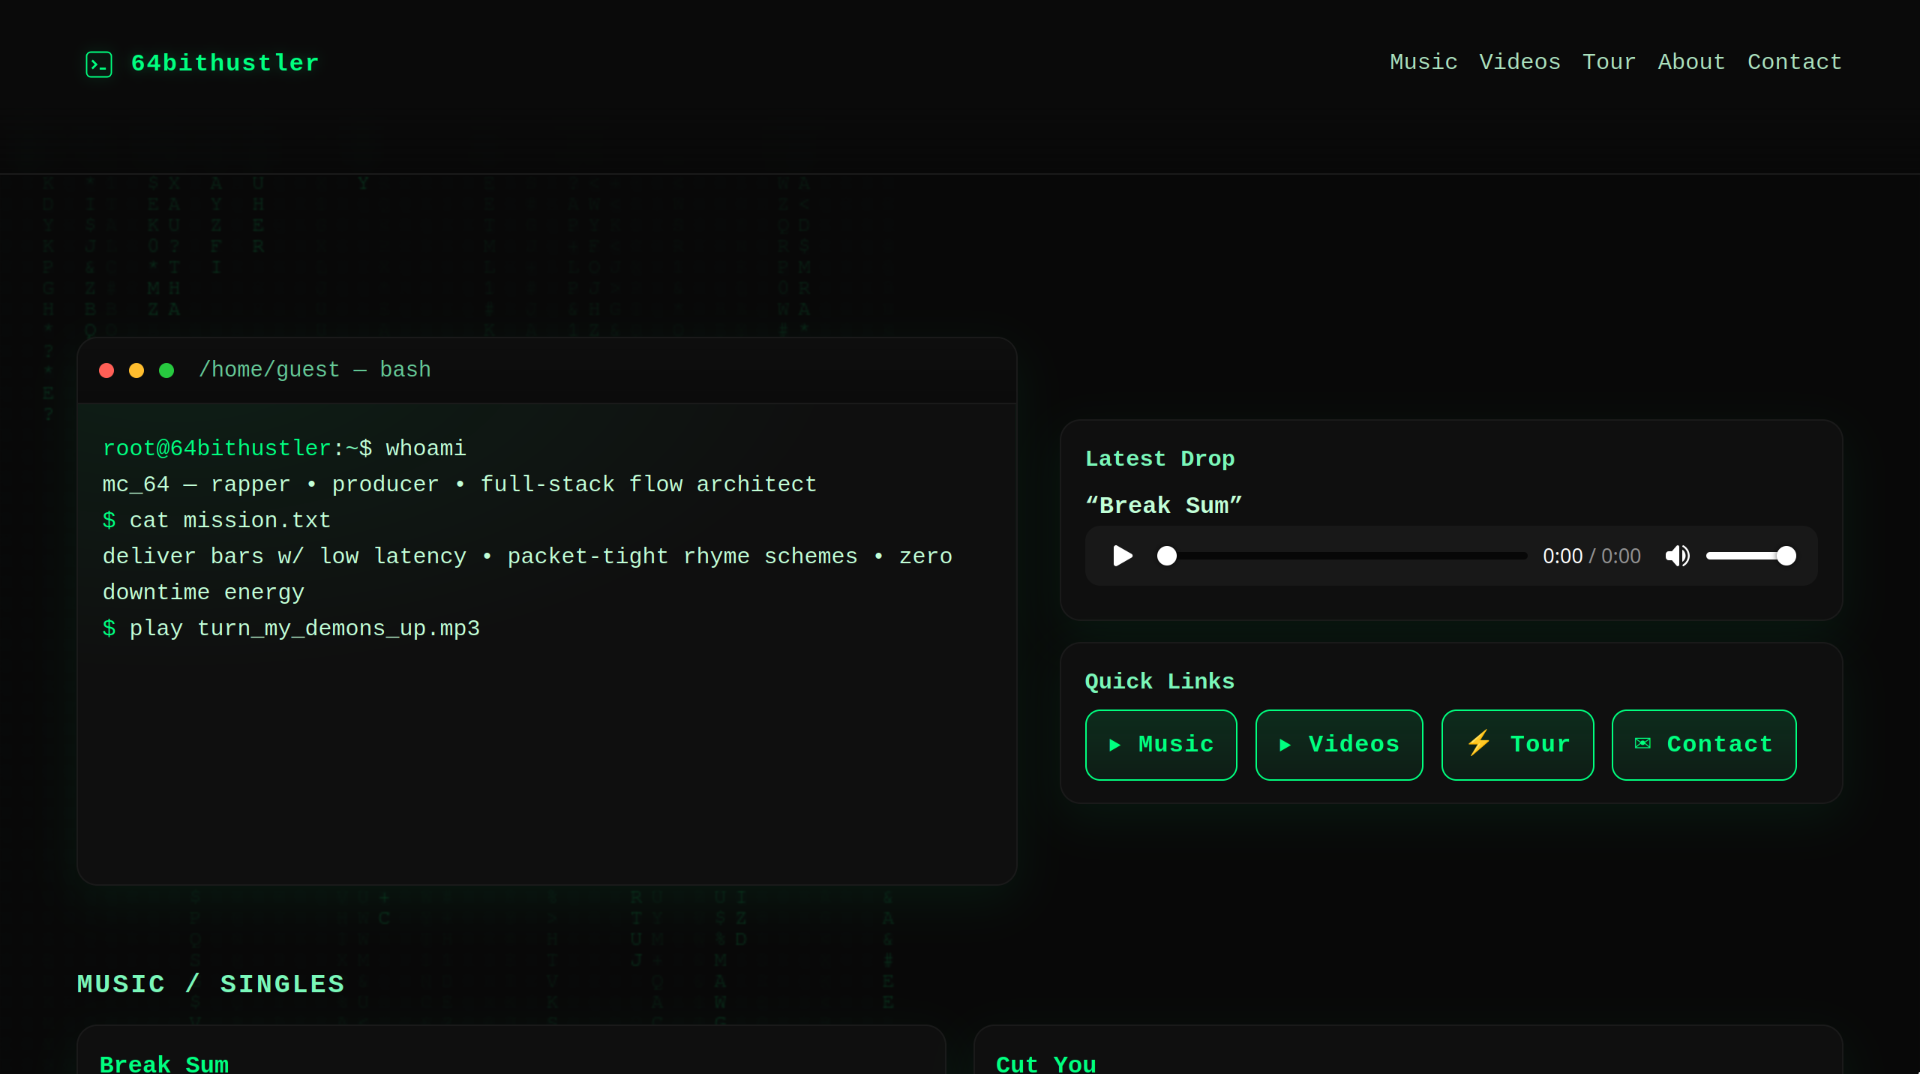 64bithustler
Music Videos Tour About Contact
/home/guest — bash
root@64bithustler:~$ whoami
mc_64 — rapper • producer • full-stack flow architect
$ cat mission.txt
deliver bars w/ low latency • packet-tight rhyme schemes • zero
downtime energy
$ play turn_my_demons_up.mp3
Latest Drop
“Break Sum”
0:00 / 0:00
Quick Links
Music
Videos
Tour
Contact
MUSIC / SINGLES
Break Sum
Cut You